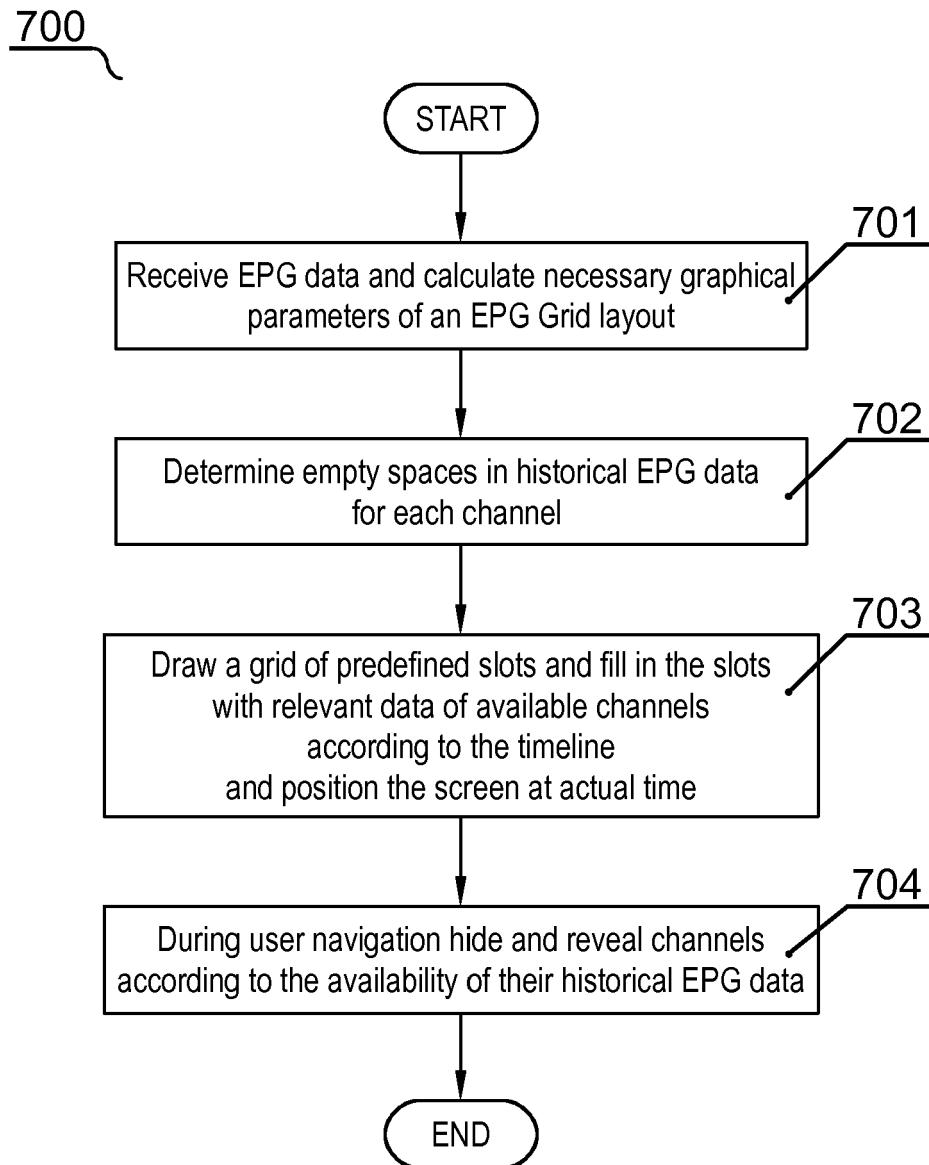 700
START
701
Receive EPG data and calculate necessary graphical
parameters of an EPG Grid layout
702
Determine empty spaces in historical EPG data
for each channel
703
Draw a grid of predefined slots and fill in the slots
with relevant data of available channels
according to the timeline
and position the screen at actual time
704
During user navigation hide and reveal channels
according to the availability of their historical EPG data
END